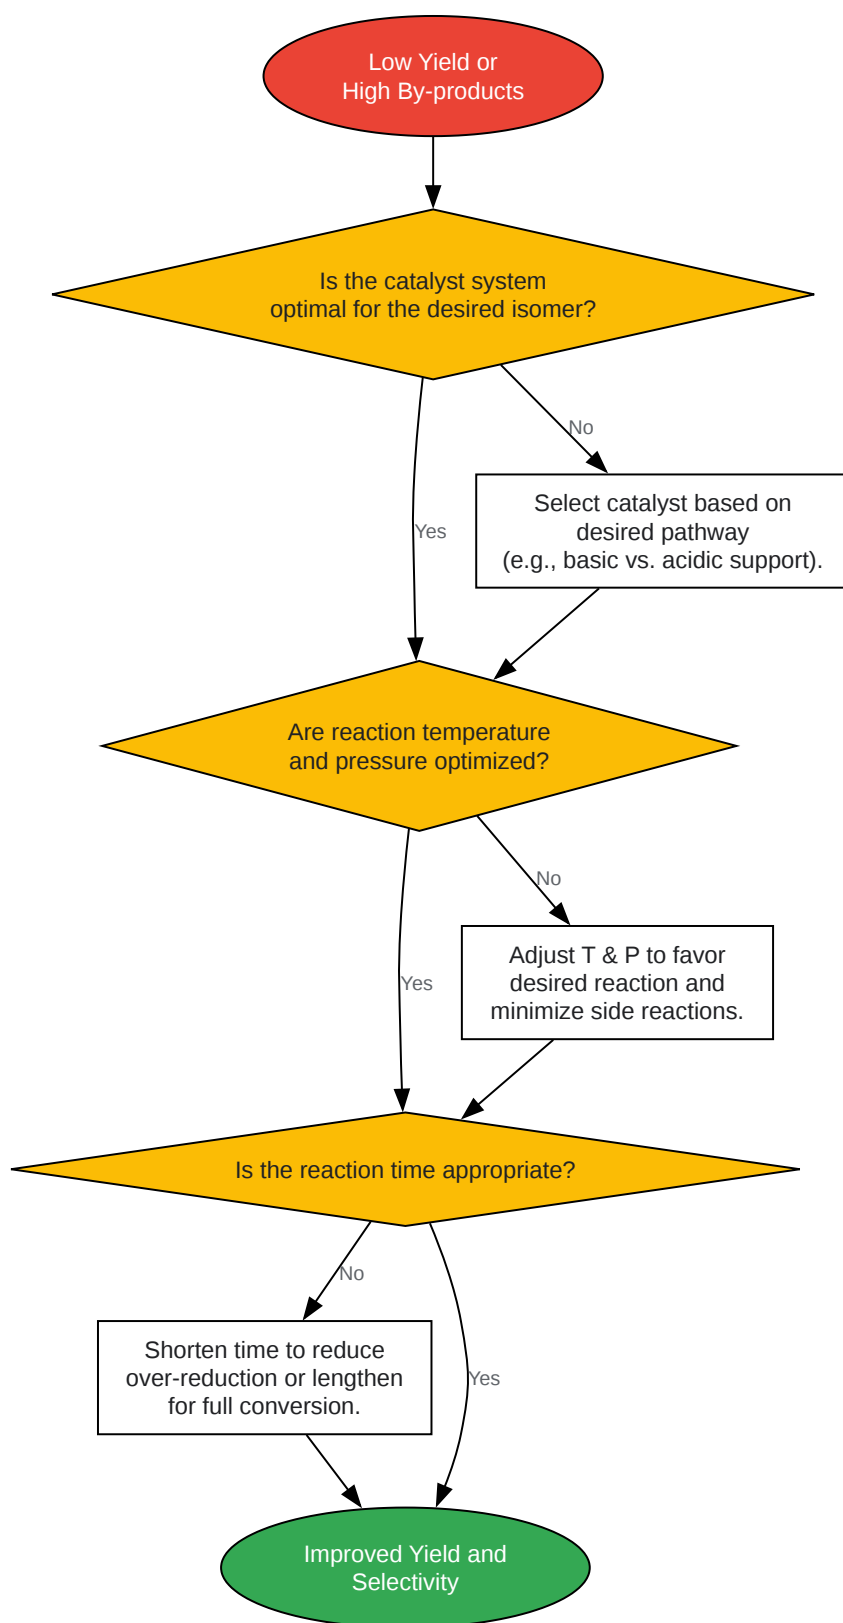 Low Yield or
High By-products
Is the catalyst system
optimal for the desired isomer?
No
Select catalyst based on
desired pathway
(e.g., basic vs. acidic support).
Yes
Are reaction temperature
and pressure optimized?
No
Adjust T & P to favor
desired reaction and
minimize side reactions.
Yes
Is the reaction time appropriate?
No
Shorten time to reduce
over-reduction or lengthen
for full conversion.
Yes
Improved Yield and
Selectivity